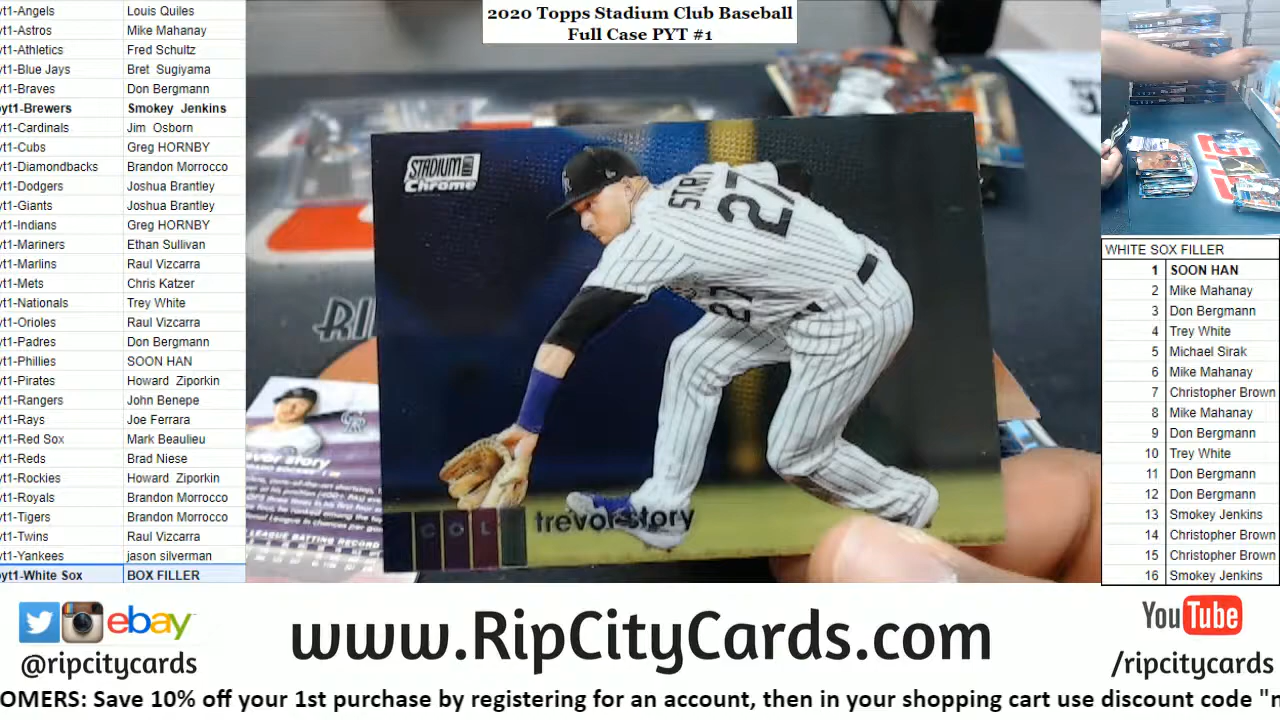 2020 Topps Stadium Club Baseball
Full Case PYT #1
yt1-Angels Louis Quiles
yt1-Astros Mike Mahanay
yt1-Athletics Fred Schultz
yt1-Blue Jays Bret Sugiyama
yt1-Braves Don Bergmann
yt1-Brewers Smokey Jenkins
yt1-Cardinals Jim Osborn
yt1-Cubs Greg HORNBY
yt1-Diamondbacks Brandon Morrocco
yt1-Dodgers Joshua Brantley
yt1-Giants Joshua Brantley
yt1-Indians Greg HORNBY
yt1-Mariners Ethan Sullivan
yt1-Marlins Raul Vizcarra
yt1-Mets Chris Katzer
yt1-Nationals Trey White
yt1-Orioles Raul Vizcarra
yt1-Padres Don Bergmann
yt1-Phillies SOON HAN
yt1-Pirates Howard Ziporkin
yt1-Rangers John Benepe
yt1-Rays Joe Ferrara
yt1-Red Sox Mark Beaulieu
yt1-Reds Brad Niese
yt1-Rockies Howard Ziporkin
yt1-Royals Brandon Morrocco
yt1-Tigers Brandon Morrocco
yt1-Twins Raul Vizcarra
yt1-Yankees jason silverman
yt1-White Sox BOX FILLER
STADIUM CLUB
Chrome
27
27
COL
trevor story
RI
vor story
LEAGUE BATTING RECORD
WHITE SOX FILLER
1 SOON HAN
2 Mike Mahanay
3 Don Bergmann
4 Trey White
5 Michael Sirak
6 Mike Mahanay
7 Christopher Brown
8 Mike Mahanay
9 Don Bergmann
10 Trey White
11 Don Bergmann
12 Don Bergmann
13 Smokey Jenkins
14 Christopher Brown
15 Christopher Brown
16 Smokey Jenkins
ebay
@ripcitycards
www.RipCityCards.com
YouTube
/ripcitycards
OMERS: Save 10% off your 1st purchase by registering for an account, then in your shopping cart use discount code "n